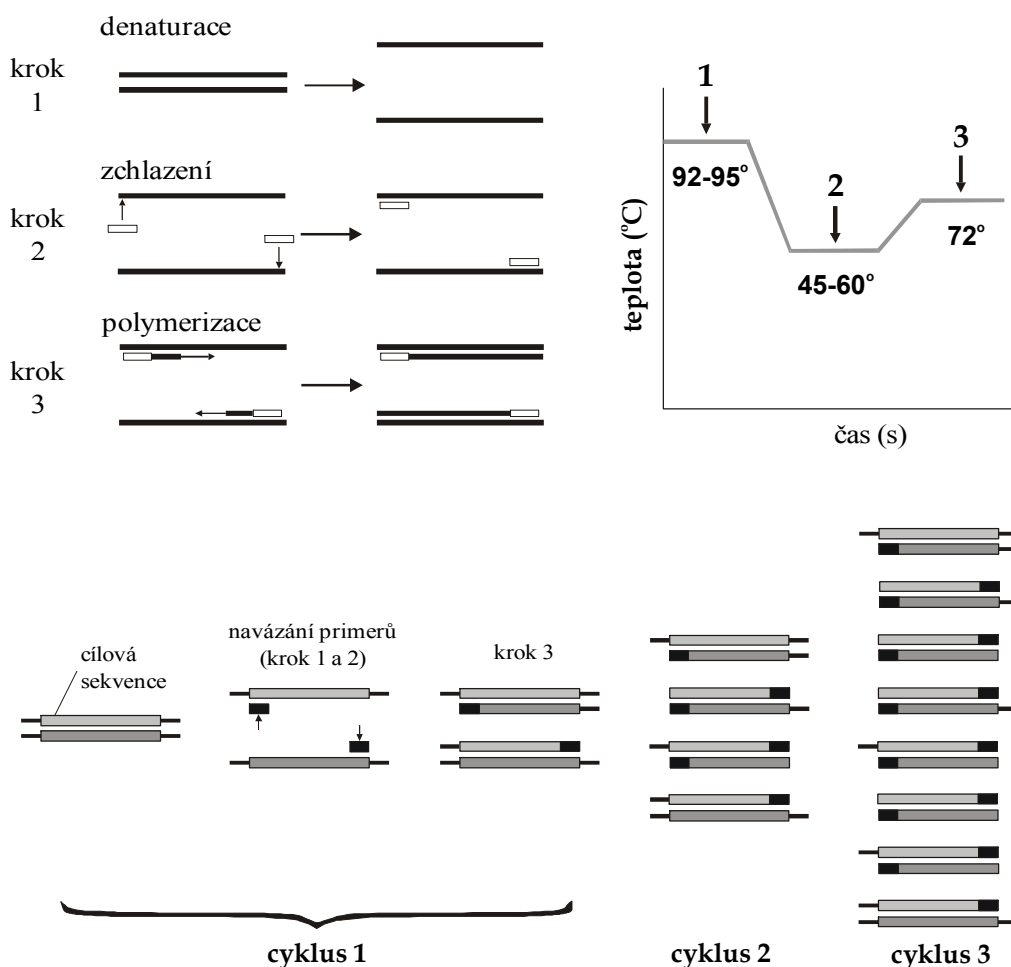 denaturace
krok
1
zchlazení
krok
2
polymerizace
krok
3
1
2
3
92-95°
45-60°
72°
teplota (°C)
čas (s)
cílová
sekvence
navázání primerů
(krok 1 a 2)
krok 3
cyklus 1
cyklus 2
cyklus 3